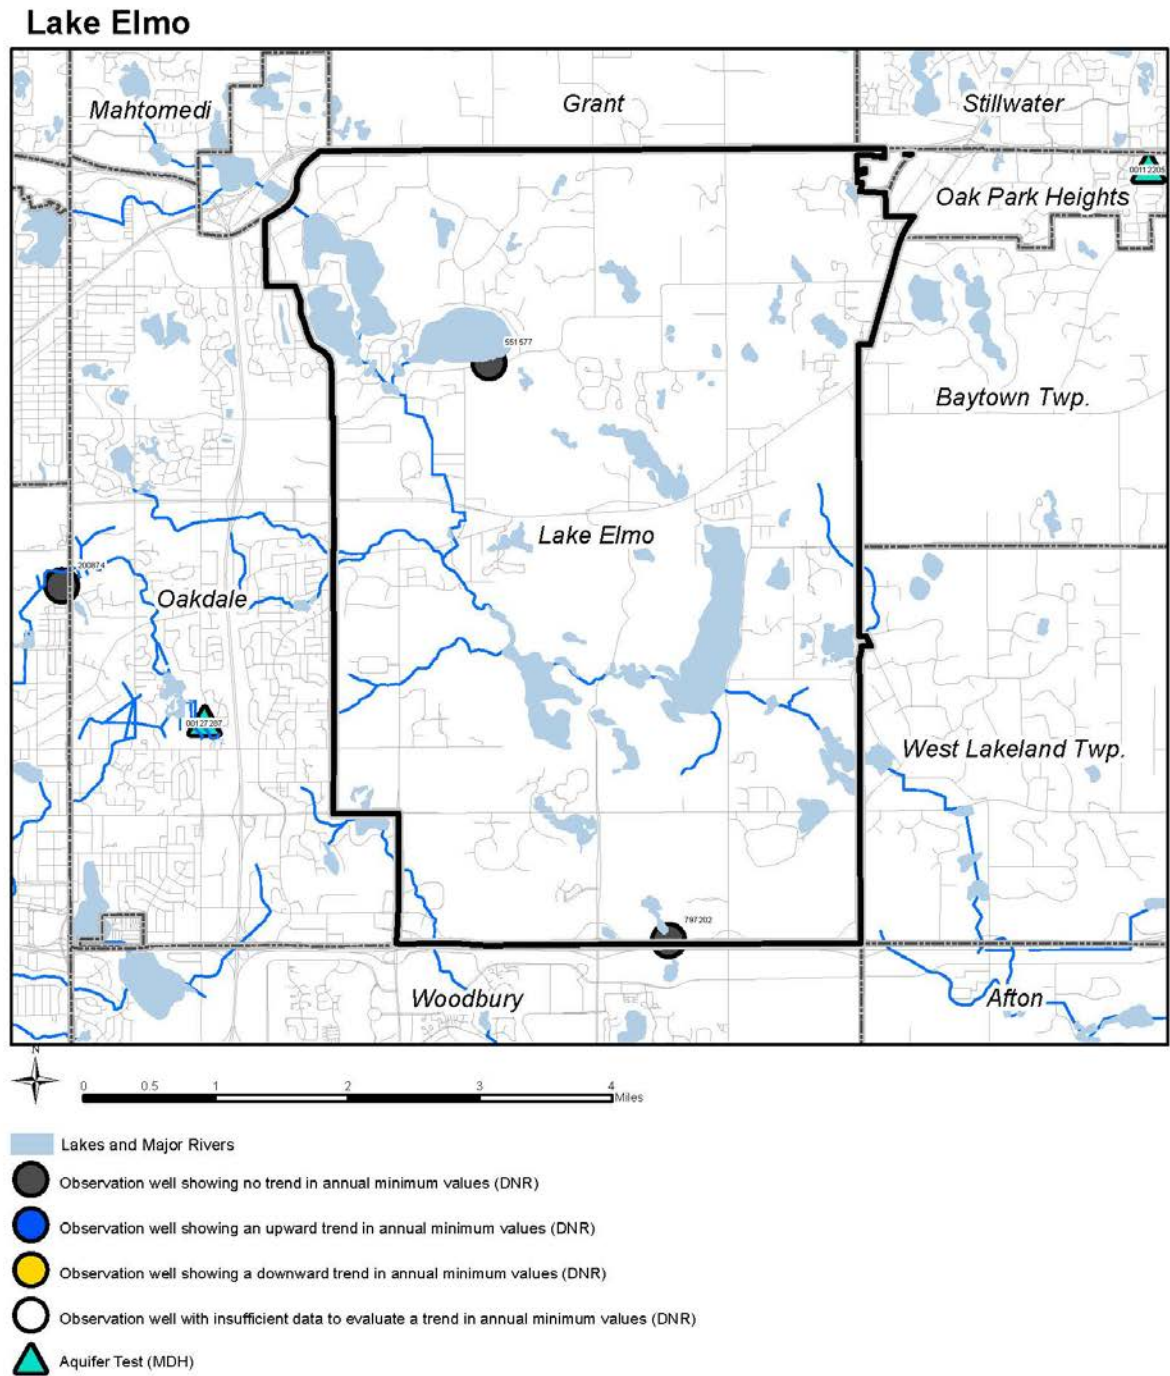 Lake Elmo
Mahtomedi
Grant
Stillwater
00112205
Oak Park Heights
551577
Baytown Twp.
Lake Elmo
200874
Oakdale
00127287
West Lakeland Twp.
797202
Woodbury
Afton
N
0 0.5 1 2 3 4
Miles
Lakes and Major Rivers
Observation well showing no trend in annual minimum values (DNR)
Observation well showing an upward trend in annual minimum values (DNR)
Observation well showing a downward trend in annual minimum values (DNR)
Observation well with insufficient data to evaluate a trend in annual minimum values (DNR)
Aquifer Test (MDH)